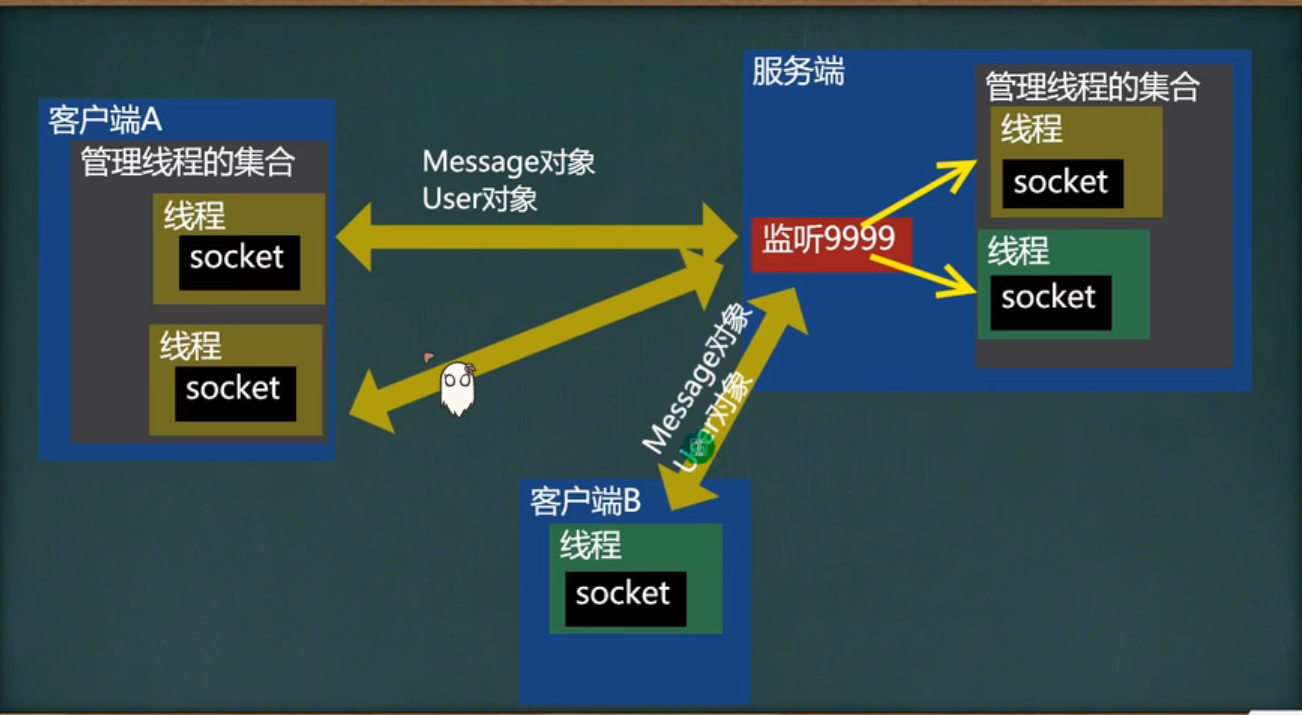 客户端A
管理线程的集合
线程
socket
线程
socket
Message对象
User对象
服务端
监听9999
管理线程的集合
线程
socket
线程
socket
Message对象
User对象
客户端B
线程
socket